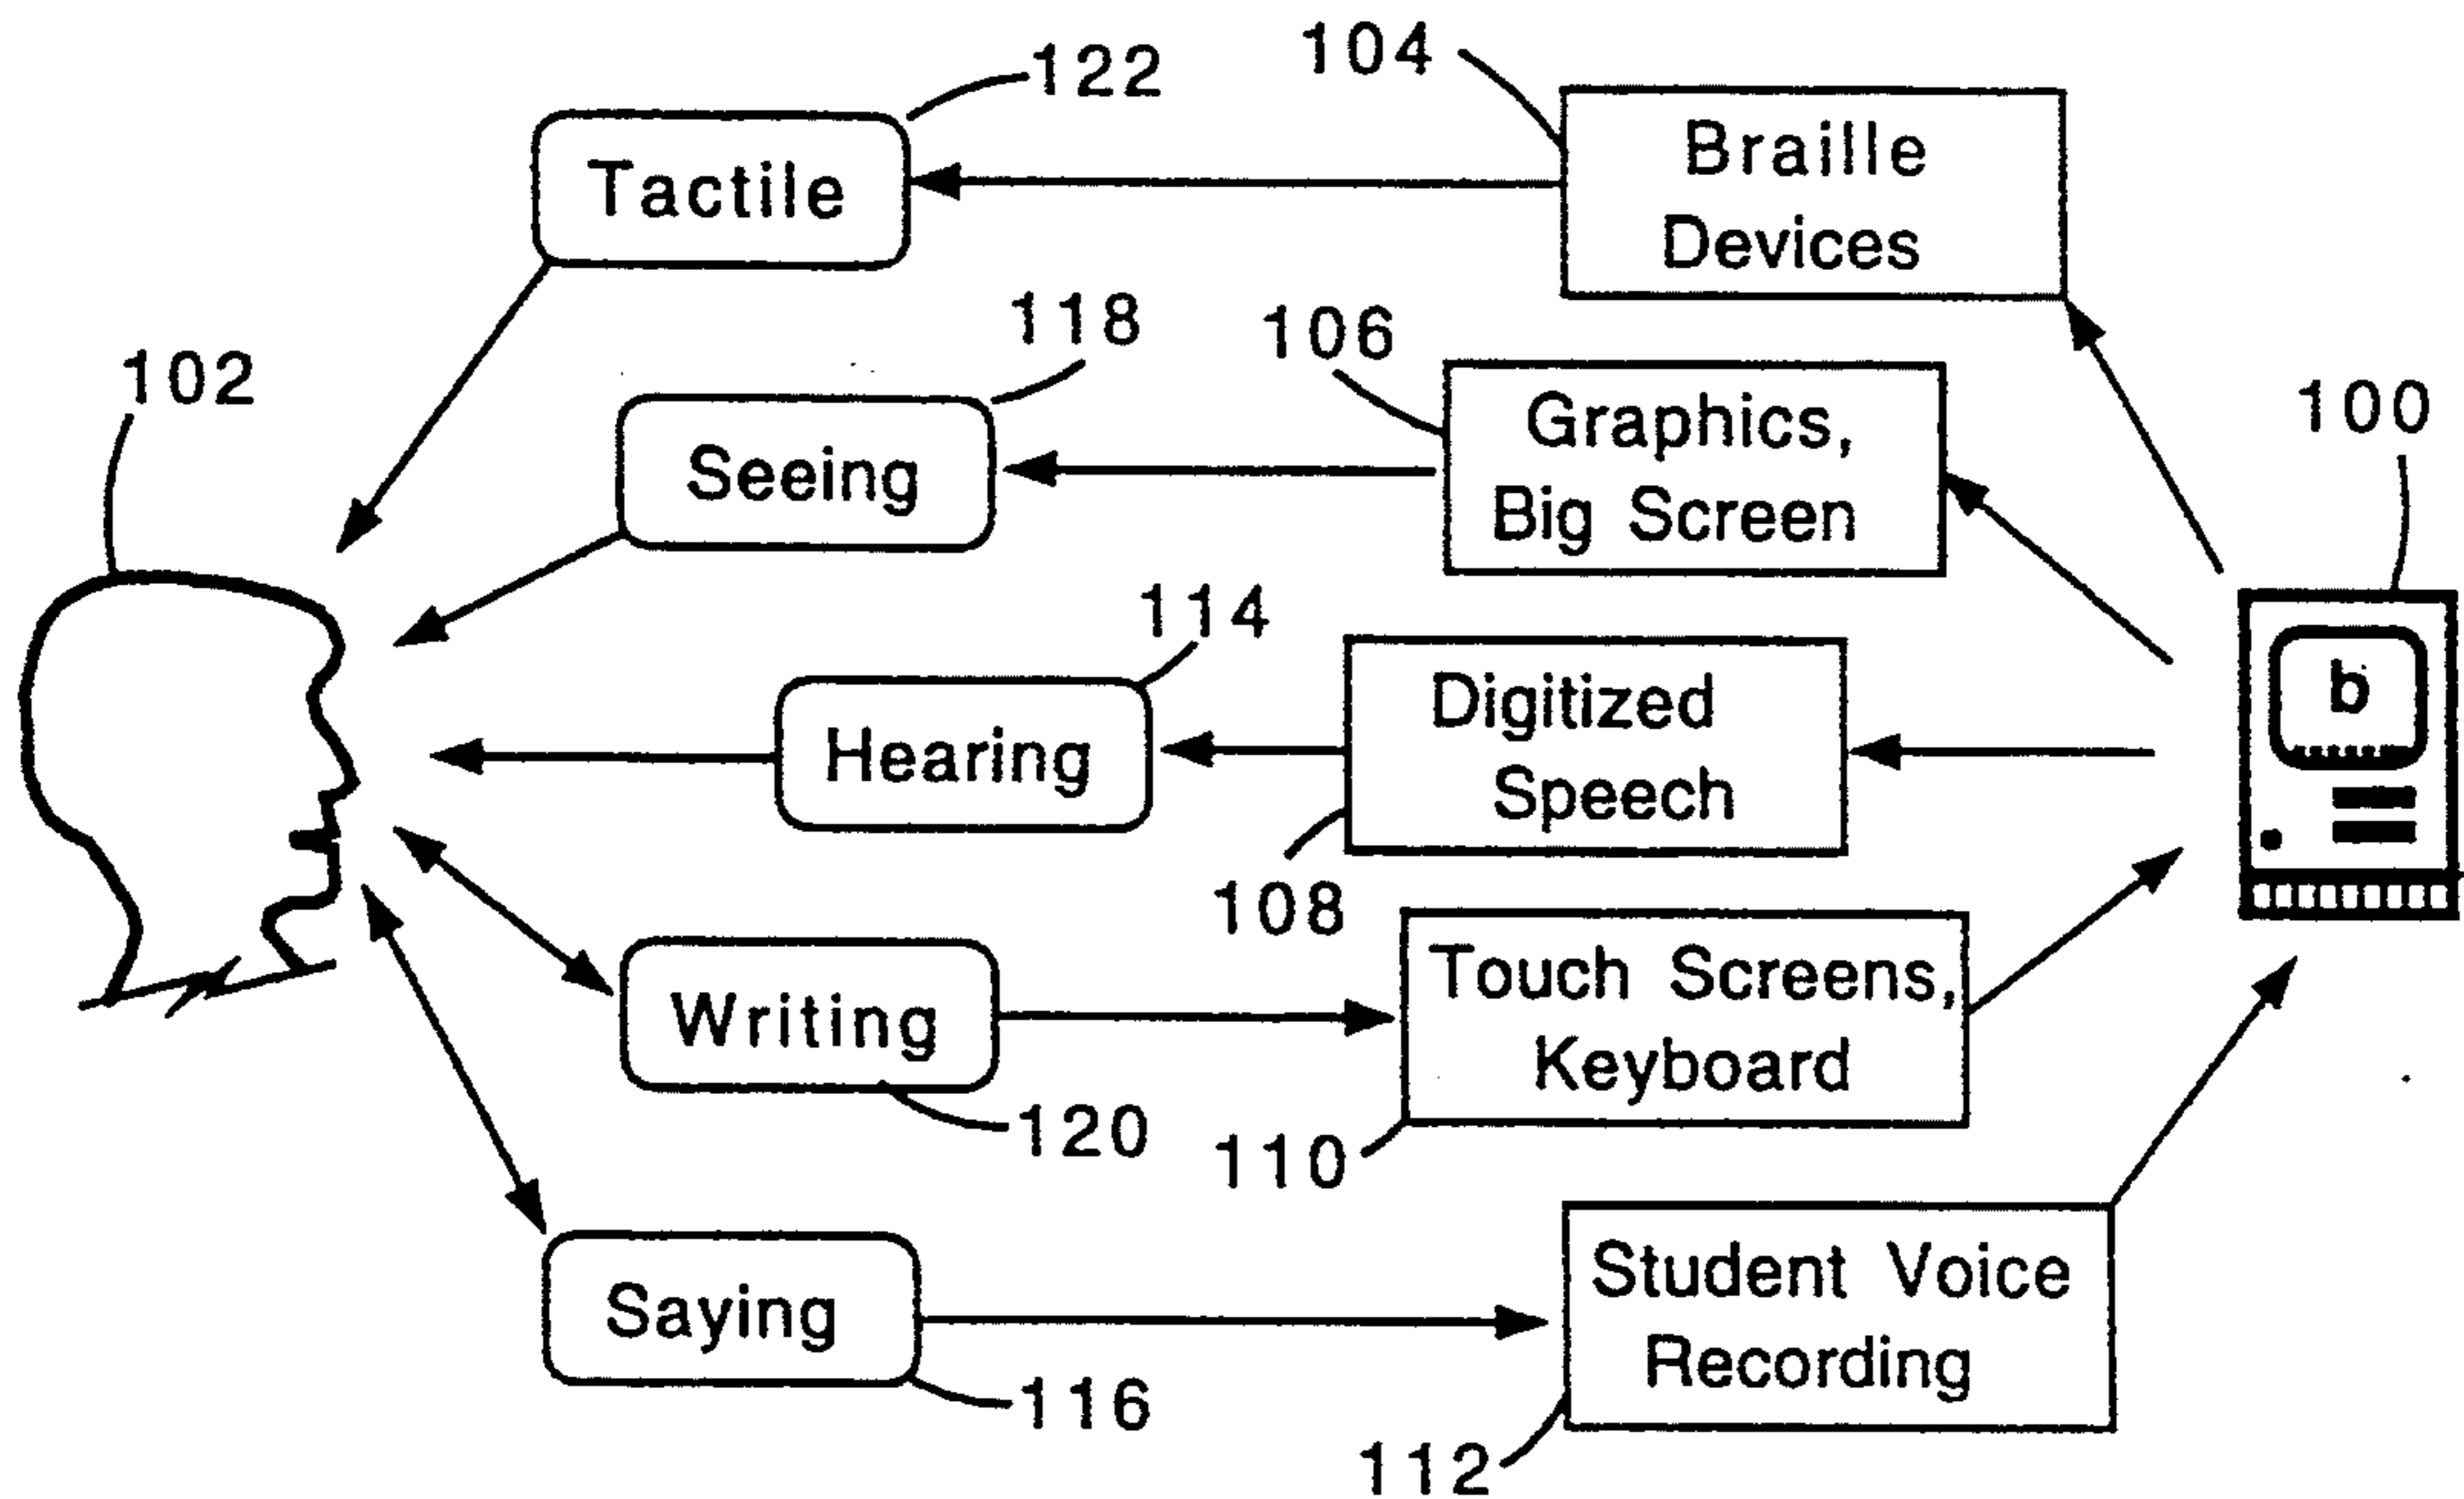 122
104
Tactile
Braille
Devices
118
106
102
Seeing
Graphics,
Big Screen
100
114
Hearing
Digitized
Speech
b
108
Writing
Touch Screens,
Keyboard
120
110
Saying
Student Voice
Recording
116
112